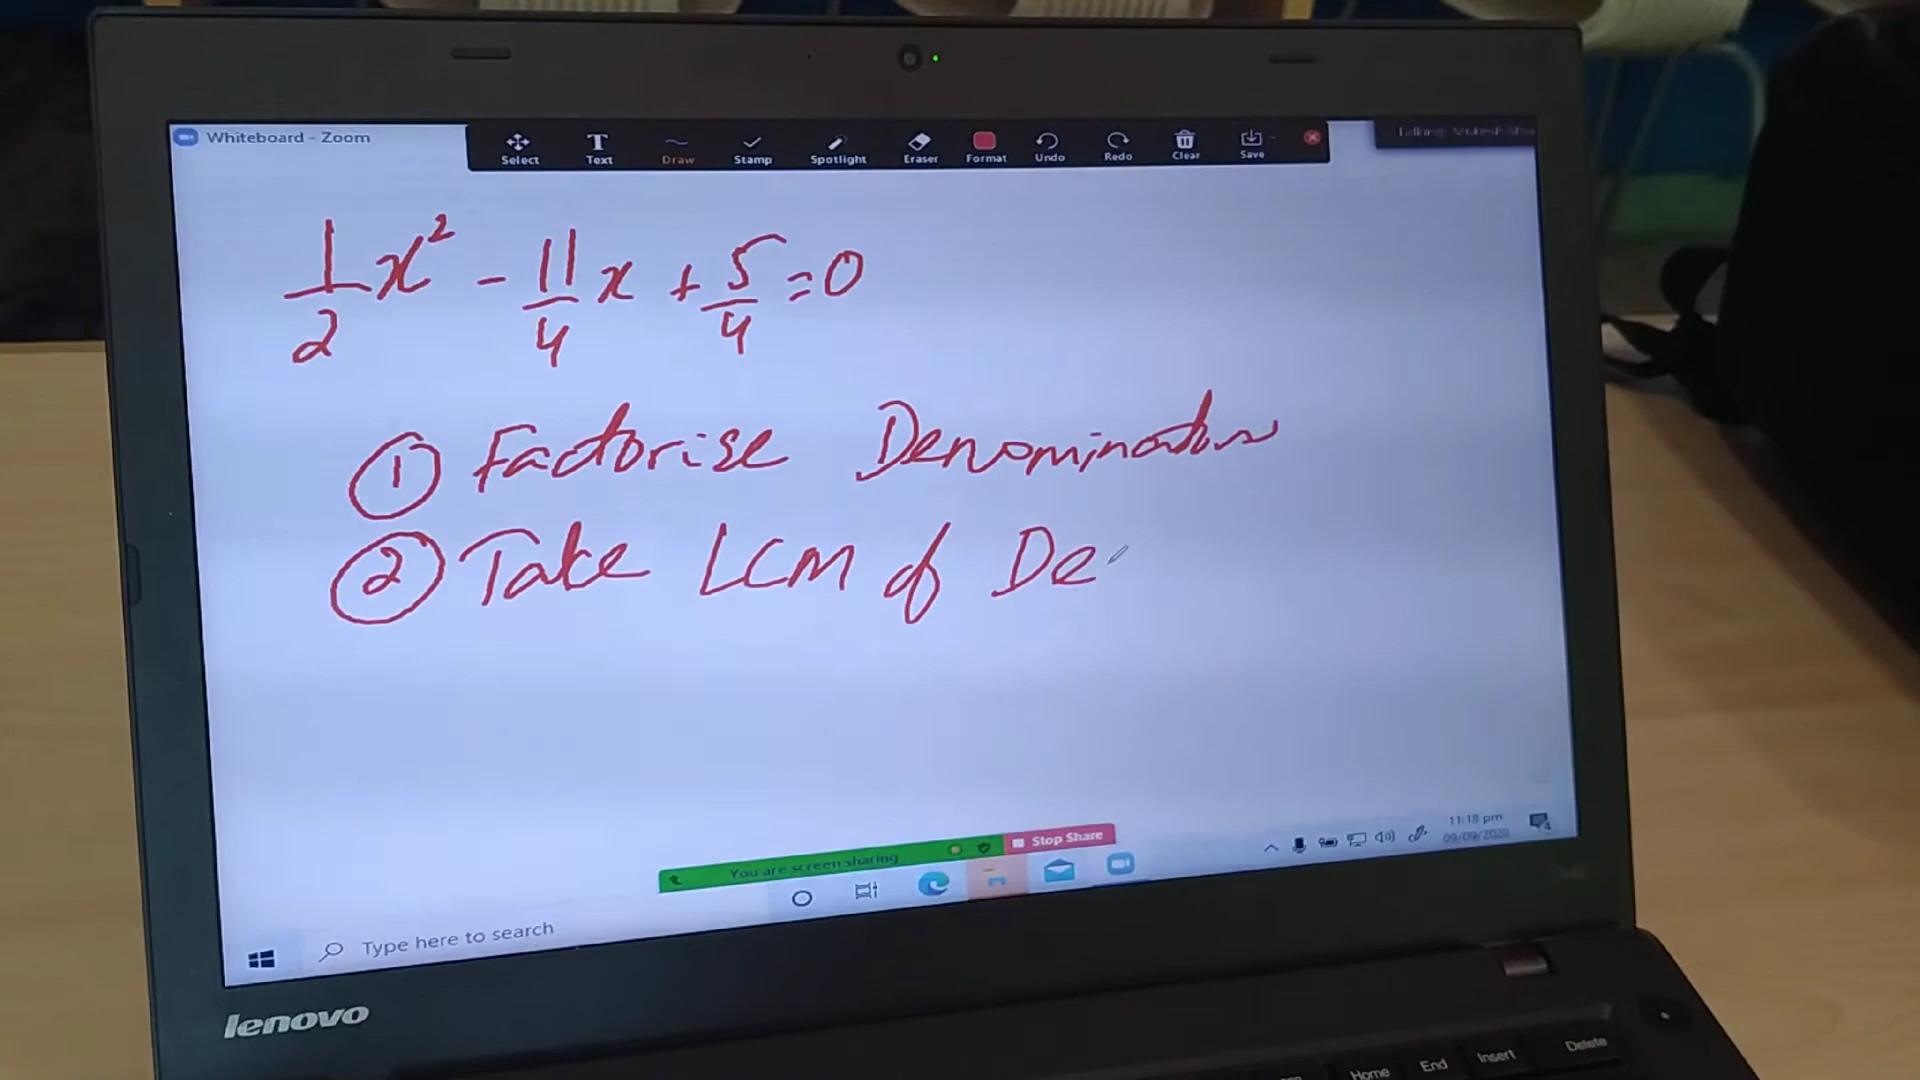 Whiteboard - Zoom
Select Text Draw Stamp Spotlight Eraser Format Undo Redo Clear Save
Talking:
1/2 x² - 11/4 x + 5/4 = 0
① Factorise Denominators
② Take LCM of De
You are screen sharing Stop Share
11:18 pm
09/09/2020
Type here to search
lenovo
Home End Insert Delete